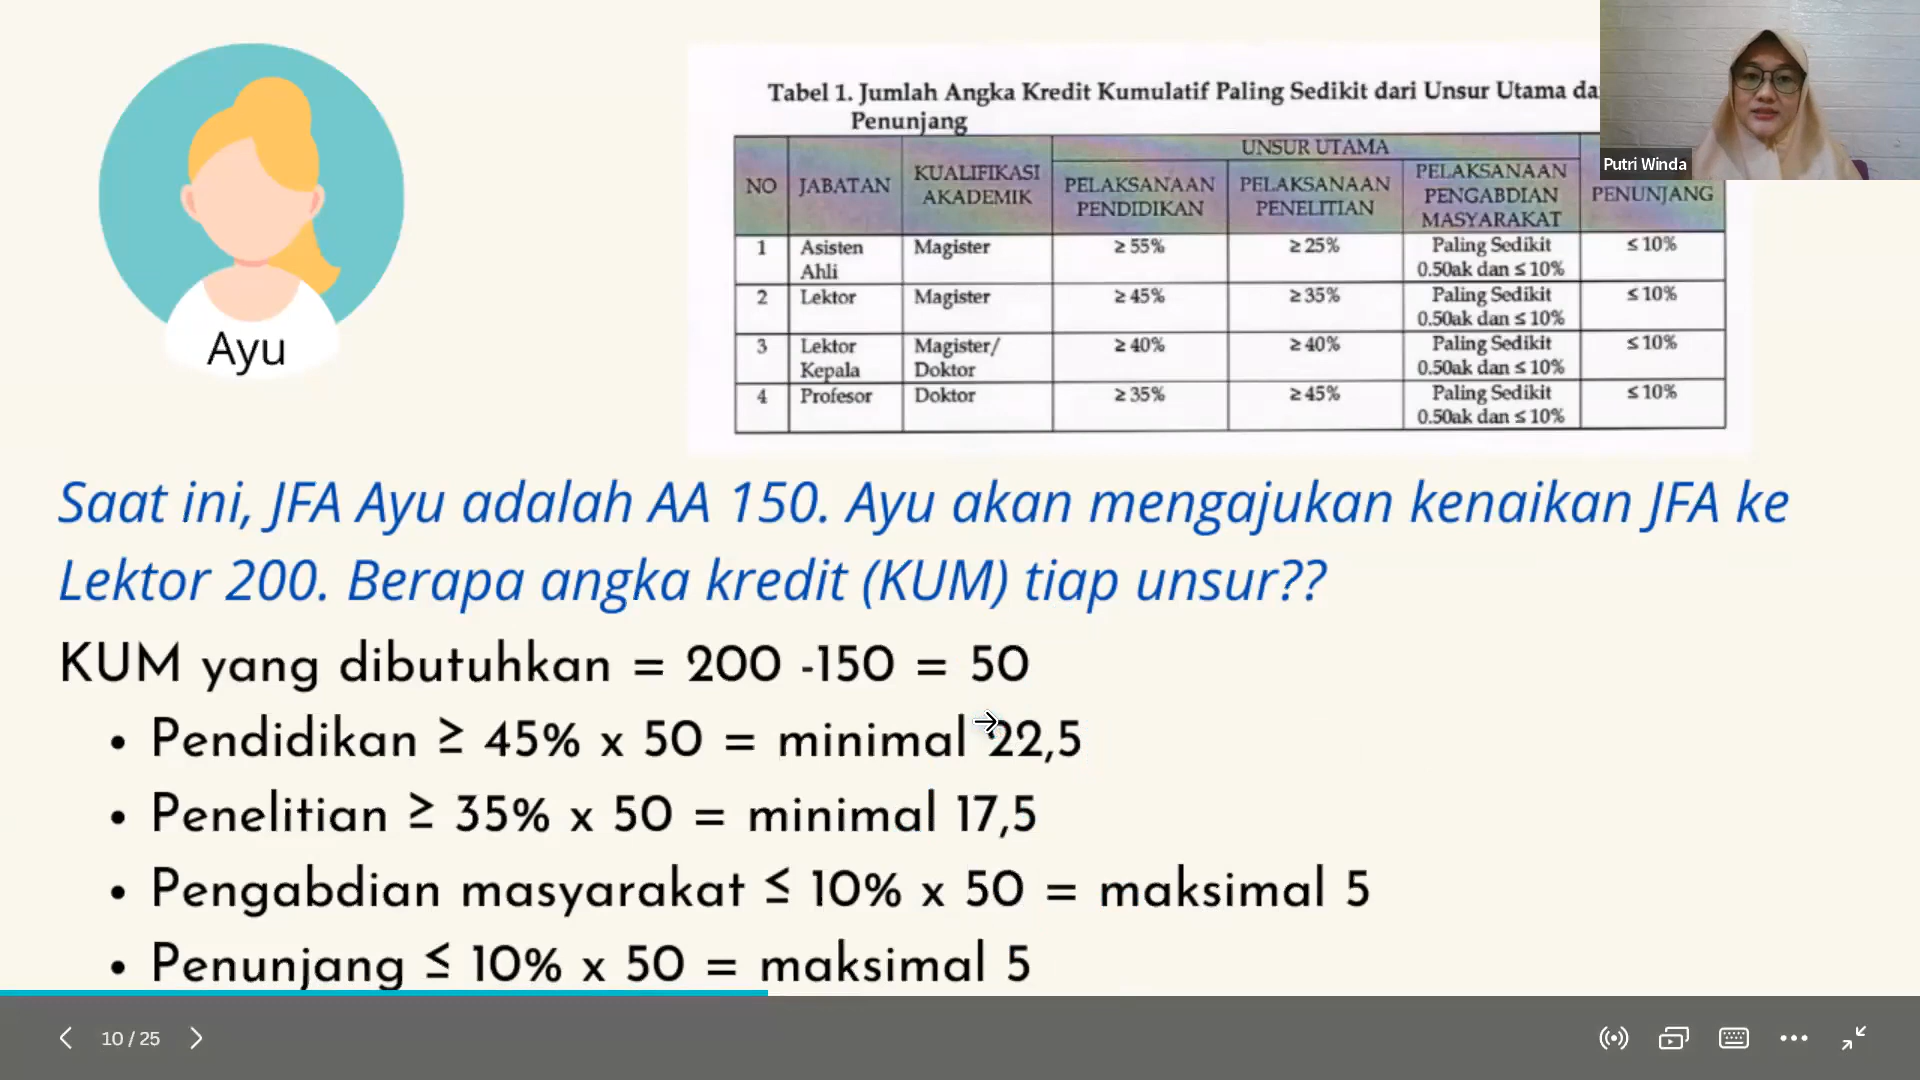 Ayu
Tabel 1. Jumlah Angka Kredit Kumulatif Paling Sedikit dari Unsur Utama da
Penunjang
NO JABATAN KUALIFIKASI AKADEMIK UNSUR UTAMA PENUNJANG
PELAKSANAAN PENDIDIKAN PELAKSANAAN PENELITIAN PELAKSANAAN PENGABDIAN MASYARAKAT
1 Asisten Ahli Magister ≥ 55% ≥ 25% Paling Sedikit 0.50ak dan ≤ 10% ≤ 10%
2 Lektor Magister ≥ 45% ≥ 35% Paling Sedikit 0.50ak dan ≤ 10% ≤ 10%
3 Lektor Kepala Magister/ Doktor ≥ 40% ≥ 40% Paling Sedikit 0.50ak dan ≤ 10% ≤ 10%
4 Profesor Doktor ≥ 35% ≥ 45% Paling Sedikit 0.50ak dan ≤ 10% ≤ 10%
Putri Winda
Saat ini, JFA Ayu adalah AA 150. Ayu akan mengajukan kenaikan JFA ke
Lektor 200. Berapa angka kredit (KUM) tiap unsur??
KUM yang dibutuhkan = 200 -150 = 50
• Pendidikan ≥ 45% x 50 = minimal 22,5
• Penelitian ≥ 35% x 50 = minimal 17,5
• Pengabdian masyarakat ≤ 10% x 50 = maksimal 5
• Penunjang ≤ 10% x 50 = maksimal 5
10 / 25